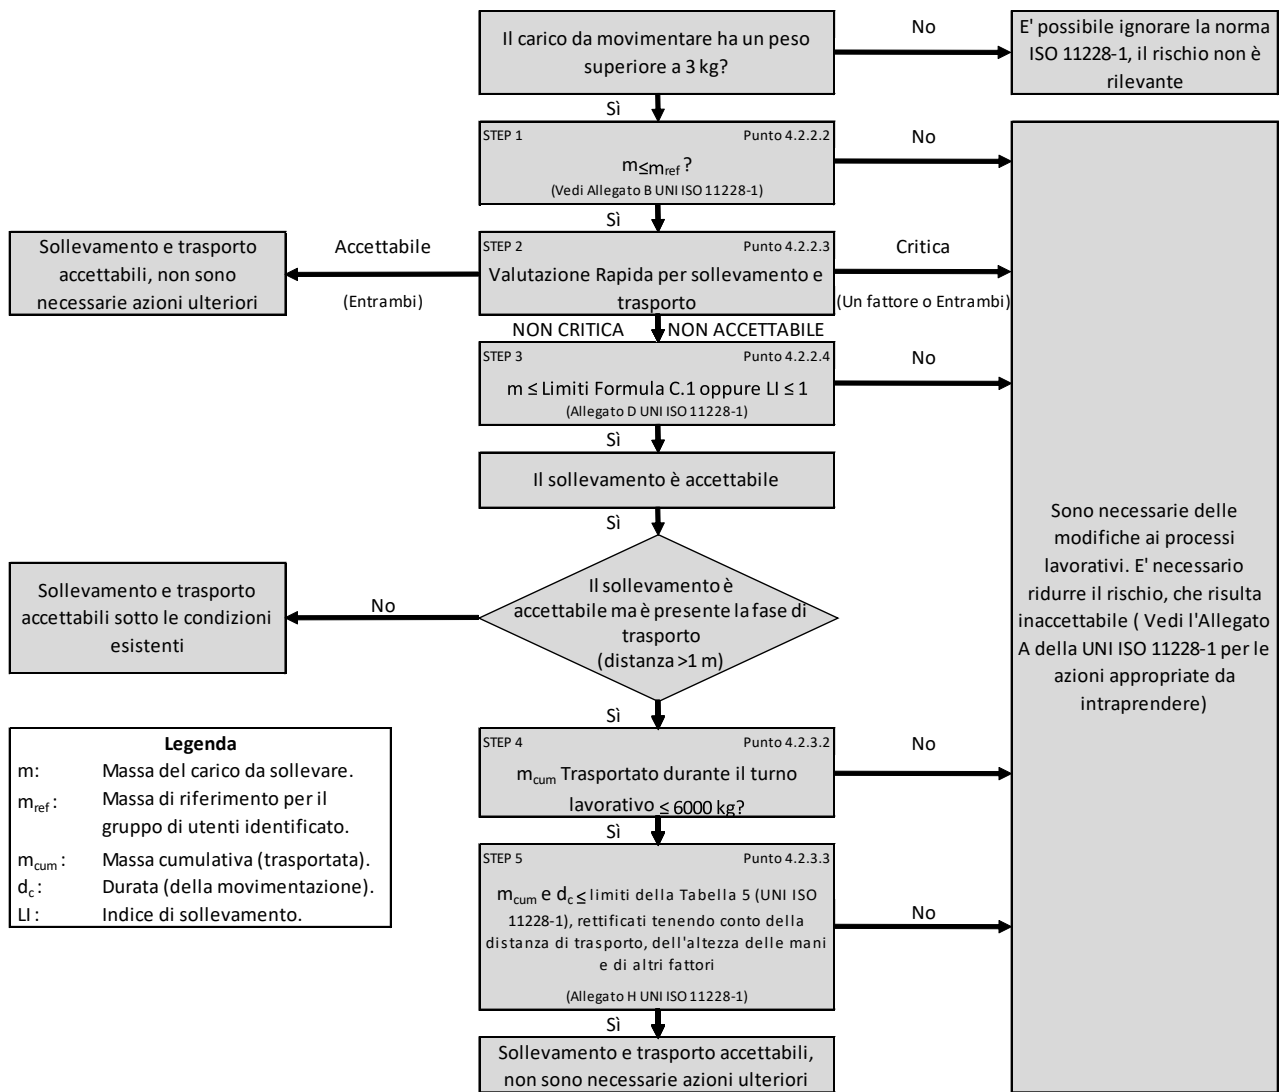 Il carico da movimentare ha un peso
superiore a 3 kg?
No
E' possibile ignorare la norma
ISO 11228-1, il rischio non è
rilevante
Sì
STEP 1
Punto 4.2.2.2
m≤mref ?
(Vedi Allegato B UNI ISO 11228-1)
No
Sì
STEP 2
Punto 4.2.2.3
Valutazione Rapida per sollevamento e
trasporto
Accettabile
(Entrambi)
Sollevamento e trasporto
accettabili, non sono
necessarie azioni ulteriori
Critica
(Un fattore o Entrambi)
NON CRITICA
NON ACCETTABILE
STEP 3
Punto 4.2.2.4
m ≤ Limiti Formula C.1 oppure LI ≤ 1
(Allegato D UNI ISO 11228-1)
No
Sì
Il sollevamento è accettabile
Sì
Il sollevamento è
accettabile ma è presente la fase di
trasporto
(distanza >1 m)
No
Sollevamento e trasporto
accettabili sotto le condizioni
esistenti
Sono necessarie delle
modifiche ai processi
lavorativi. E' necessario
ridurre il rischio, che risulta
inaccettabile ( Vedi l'Allegato
A della UNI ISO 11228-1 per le
azioni appropriate da
intraprendere)
Sì
STEP 4
Punto 4.2.3.2
mcum Trasportato durante il turno
lavorativo ≤ 6000 kg?
No
Sì
STEP 5
Punto 4.2.3.3
mcum e dc ≤ limiti della Tabella 5 (UNI ISO
11228-1), rettificati tenendo conto della
distanza di trasporto, dell'altezza delle mani
e di altri fattori
(Allegato H UNI ISO 11228-1)
No
Sì
Sollevamento e trasporto accettabili,
non sono necessarie azioni ulteriori
Legenda
m: Massa del carico da sollevare.
mref : Massa di riferimento per il
gruppo di utenti identificato.
mcum : Massa cumulativa (trasportata).
dc : Durata (della movimentazione).
LI : Indice di sollevamento.